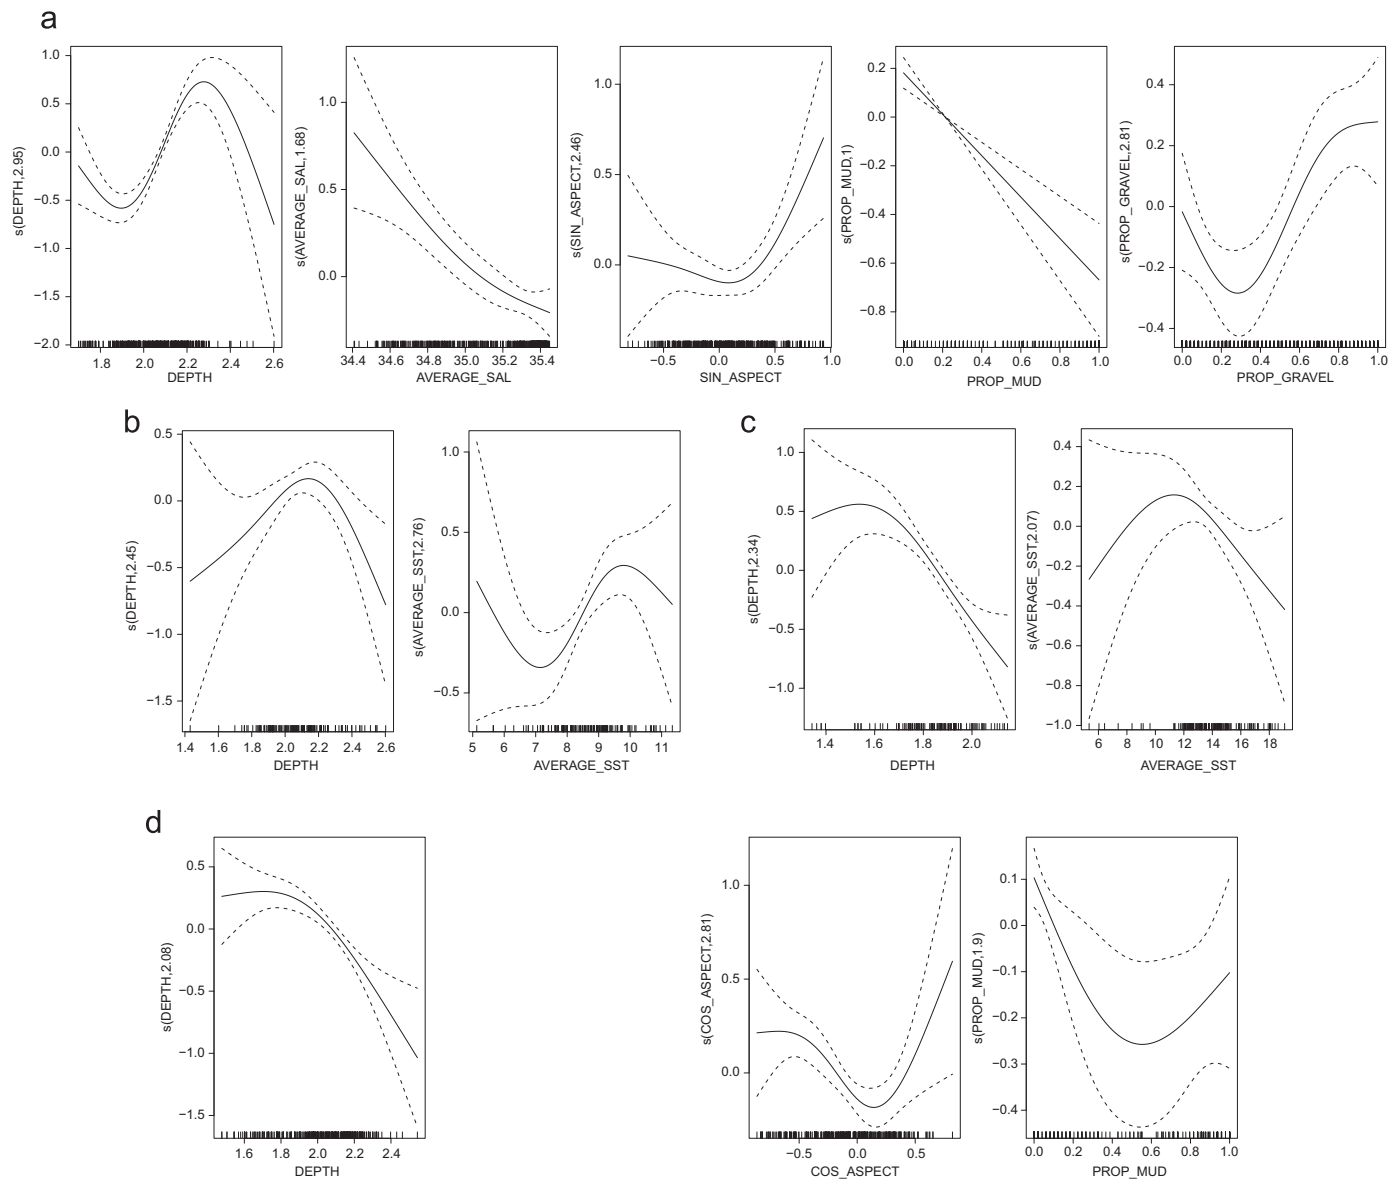 a
1.0
0.5
0.0
−0.5
−1.0
−1.5
−2.0
s(DEPTH,2.95)
1.8 2.0 2.2 2.4 2.6
DEPTH
1.0
0.5
0.0
s(AVERAGE_SAL,1.68)
34.4 34.6 34.8 35.0 35.2 35.4
AVERAGE_SAL
1.0
0.5
0.0
s(SIN_ASPECT,2.46)
−0.5 0.0 0.5 1.0
SIN_ASPECT
0.2
0.0
−0.2
−0.4
−0.6
−0.8
s(PROP_MUD,1)
0.0 0.2 0.4 0.6 0.8 1.0
PROP_MUD
0.4
0.2
0.0
−0.2
−0.4
s(PROP_GRAVEL,2.81)
0.0 0.2 0.4 0.6 0.8 1.0
PROP_GRAVEL
b
0.5
0.0
−0.5
−1.0
−1.5
s(DEPTH,2.45)
1.4 1.6 1.8 2.0 2.2 2.4 2.6
DEPTH
1.0
0.5
0.0
−0.5
s(AVERAGE_SST,2.76)
5 6 7 8 9 10 11
AVERAGE_SST
c
1.0
0.5
0.0
−0.5
−1.0
s(DEPTH,2.34)
1.4 1.6 1.8 2.0
DEPTH
0.4
0.2
0.0
−0.2
−0.4
−0.6
−0.8
−1.0
s(AVERAGE_SST,2.07)
6 8 10 12 14 16 18
AVERAGE_SST
d
0.5
0.0
−0.5
−1.0
−1.5
s(DEPTH,2.08)
1.6 1.8 2.0 2.2 2.4
DEPTH
1.0
0.5
0.0
s(COS_ASPECT,2.81)
−0.5 0.0 0.5
COS_ASPECT
0.1
0.0
−0.1
−0.2
−0.3
−0.4
s(PROP_MUD,1.9)
0.0 0.2 0.4 0.6 0.8 1.0
PROP_MUD